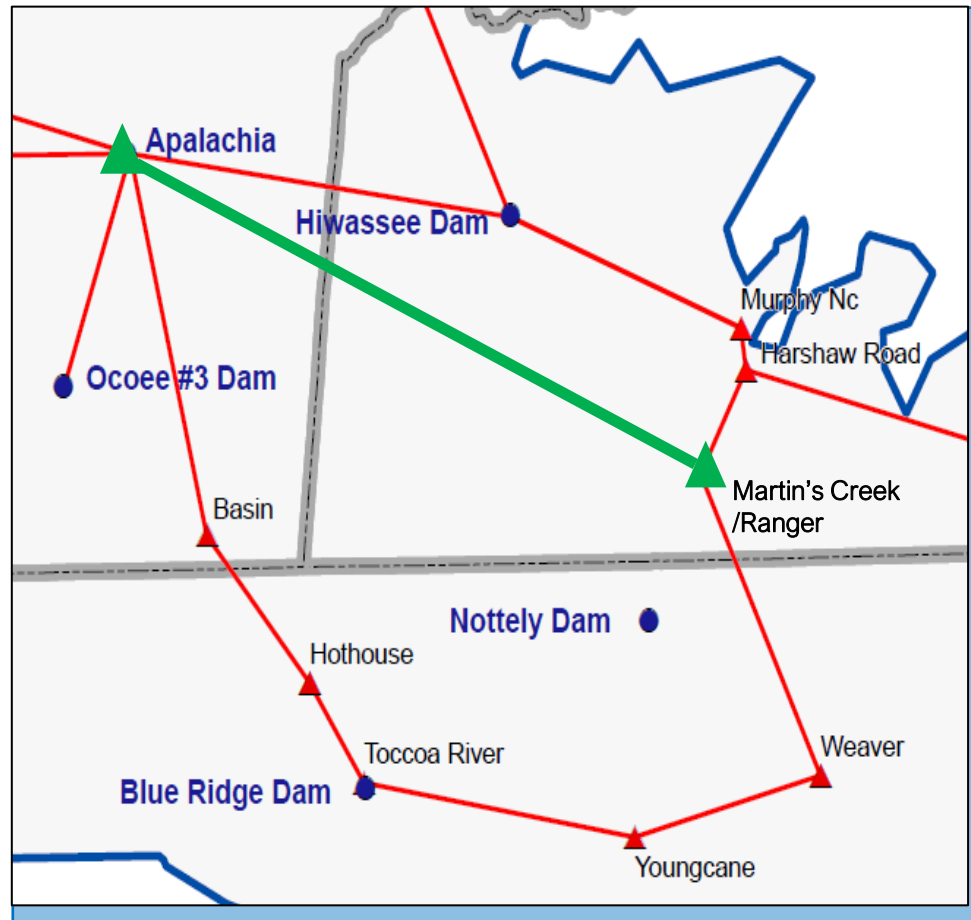 Apalachia
Hiwassee Dam
Murphy Nc
Harshaw Road
Ocoee #3 Dam
Martin's Creek
/Ranger
Basin
Nottely Dam
Hothouse
Toccoa River
Weaver
Blue Ridge Dam
Youngcane